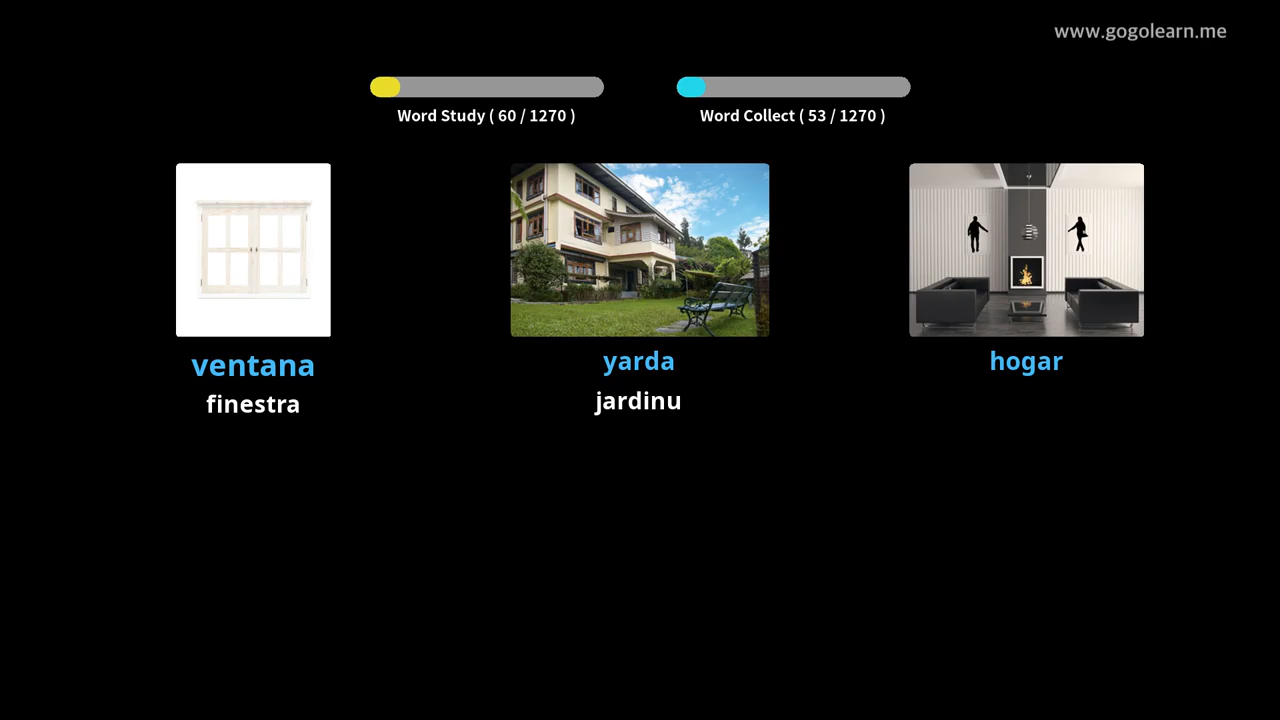 www.gogolearn.me
Word Study ( 60 / 1270 )
Word Collect ( 53 / 1270 )
ventana
finestra
yarda
jardinu
hogar